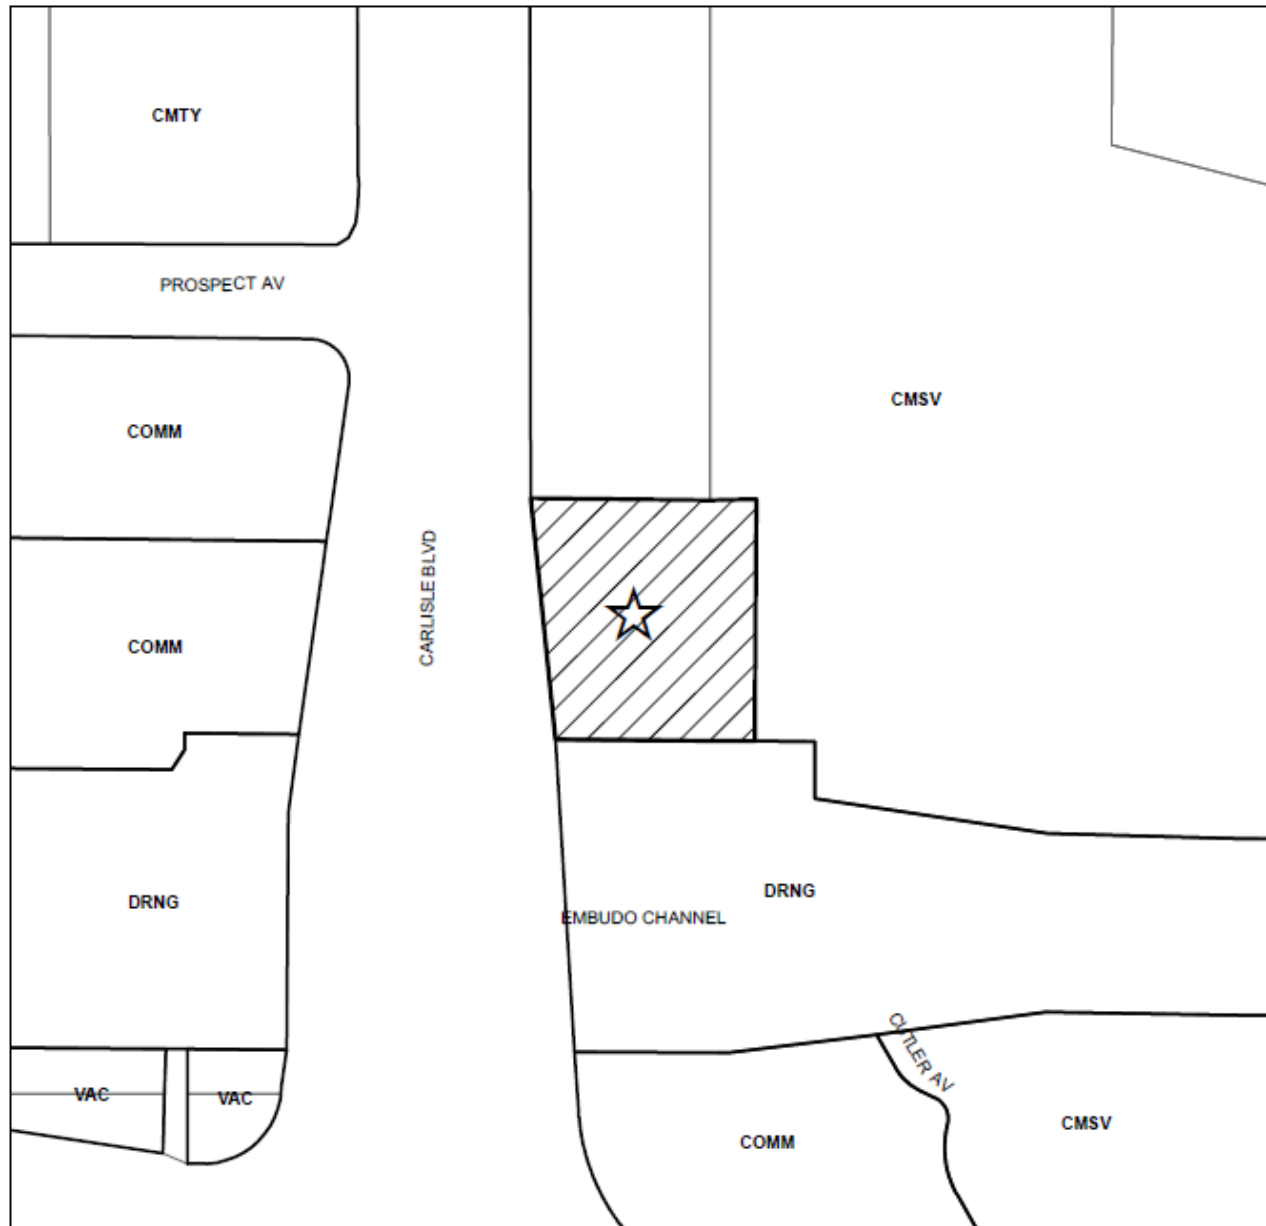 CMTY
PROSPECT AV
CMSV
COMM
CARLISLE BLVD
COMM
DRNG
DRNG
EMBUDO CHANNEL
CUTLER AV
VAC
VAC
CMSV
COMM